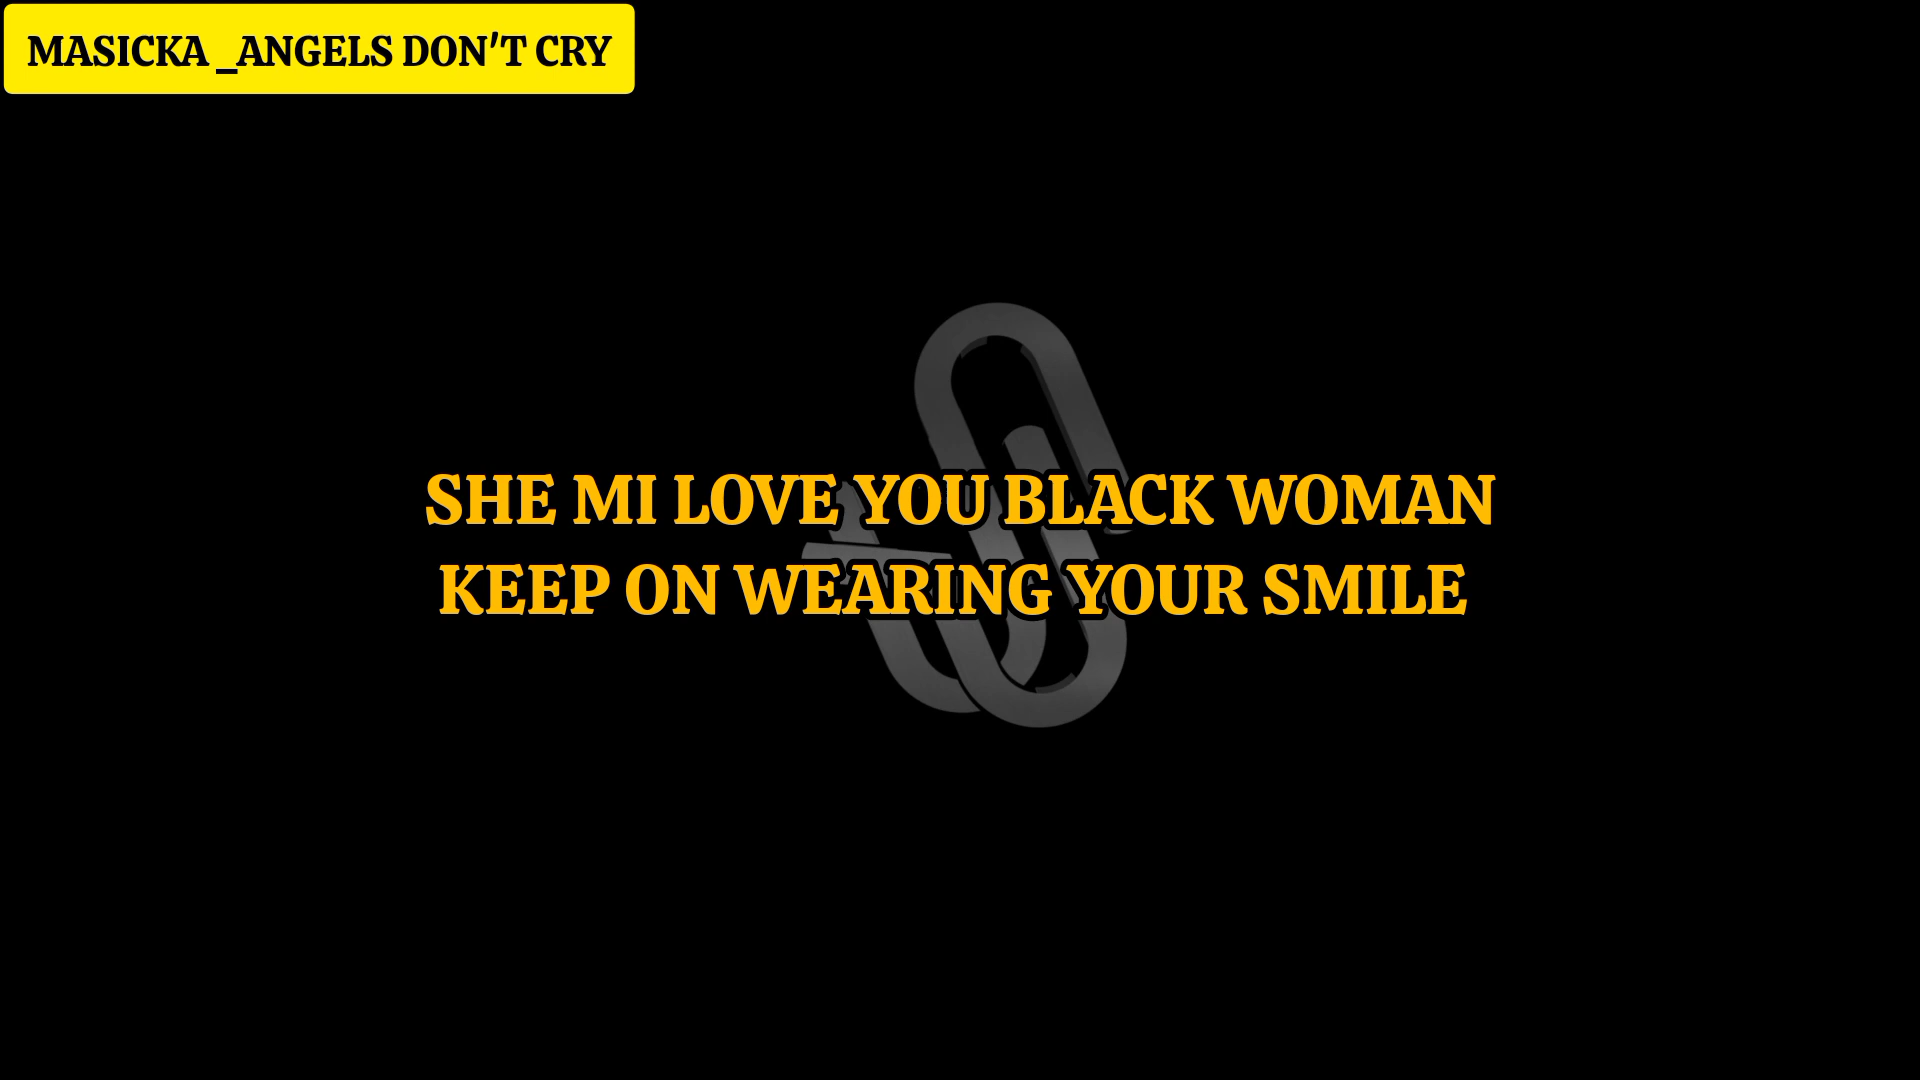 MASICKA _ANGELS DON'T CRY
SHE MI LOVE YOU BLACK WOMAN
KEEP ON WEARING YOUR SMILE